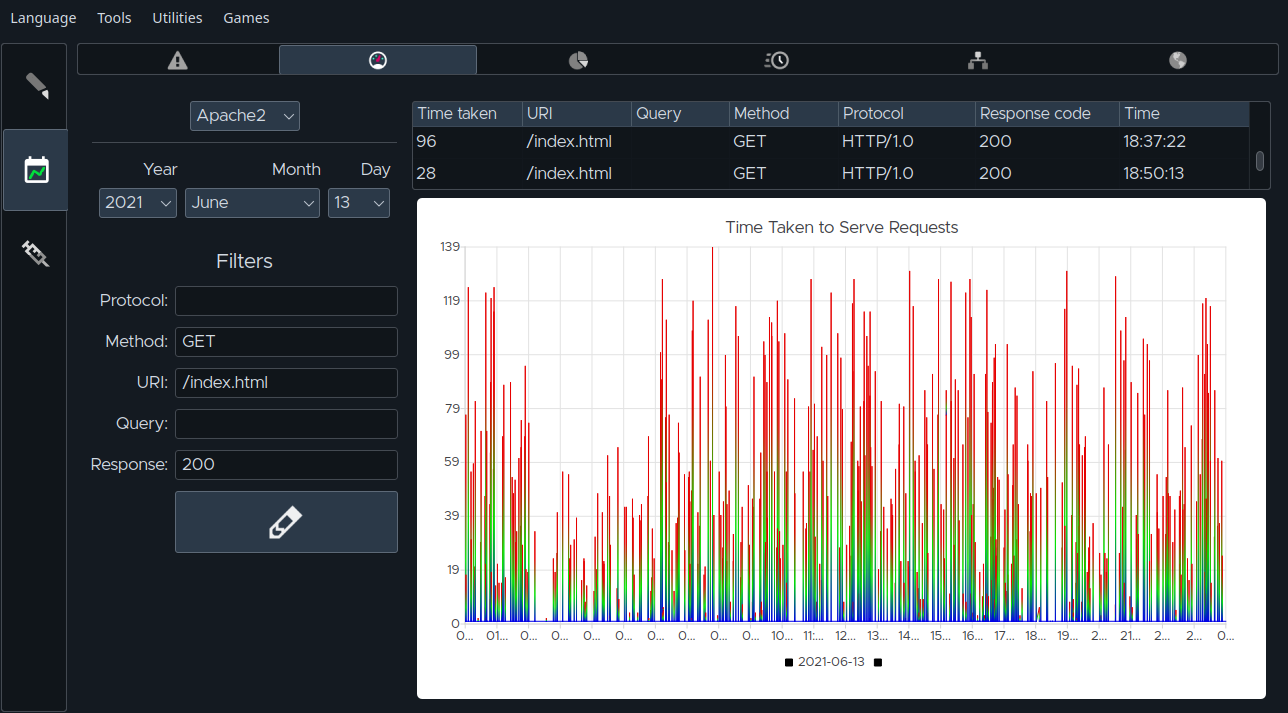 Language Tools Utilities Games
Apache2
Year Month Day
2021 June 13
Filters
Protocol:
Method: GET
URI: /index.html
Query:
Response: 200
Time taken URI Query Method Protocol Response code Time
96 /index.html GET HTTP/1.0 200 18:37:22
28 /index.html GET HTTP/1.0 200 18:50:13
Time Taken to Serve Requests
139
119
99
79
59
39
19
0
0... 01... 0... 0... 0... 0... 0... 0... 0... 0... 10... 11:... 12... 13... 14... 15... 16... 17... 18... 19... 2... 21... 2... 2... 0...
2021-06-13